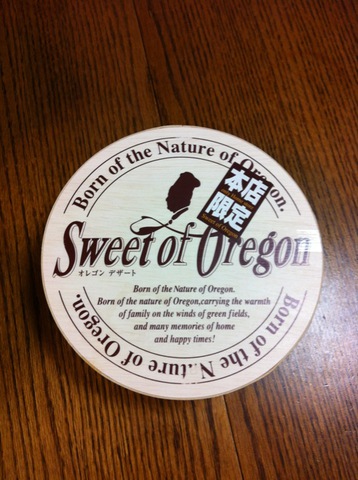 Born of the Nature of Oregon.
本店
限定
Sweet of Oregon
オレゴン デザート
Born of the Nature of Oregon.
Born of the nature of Oregon,carrying the warmth
of family on the winds of green fields,
and many memories of home
and happy times!
Born of the Nature of Oregon.